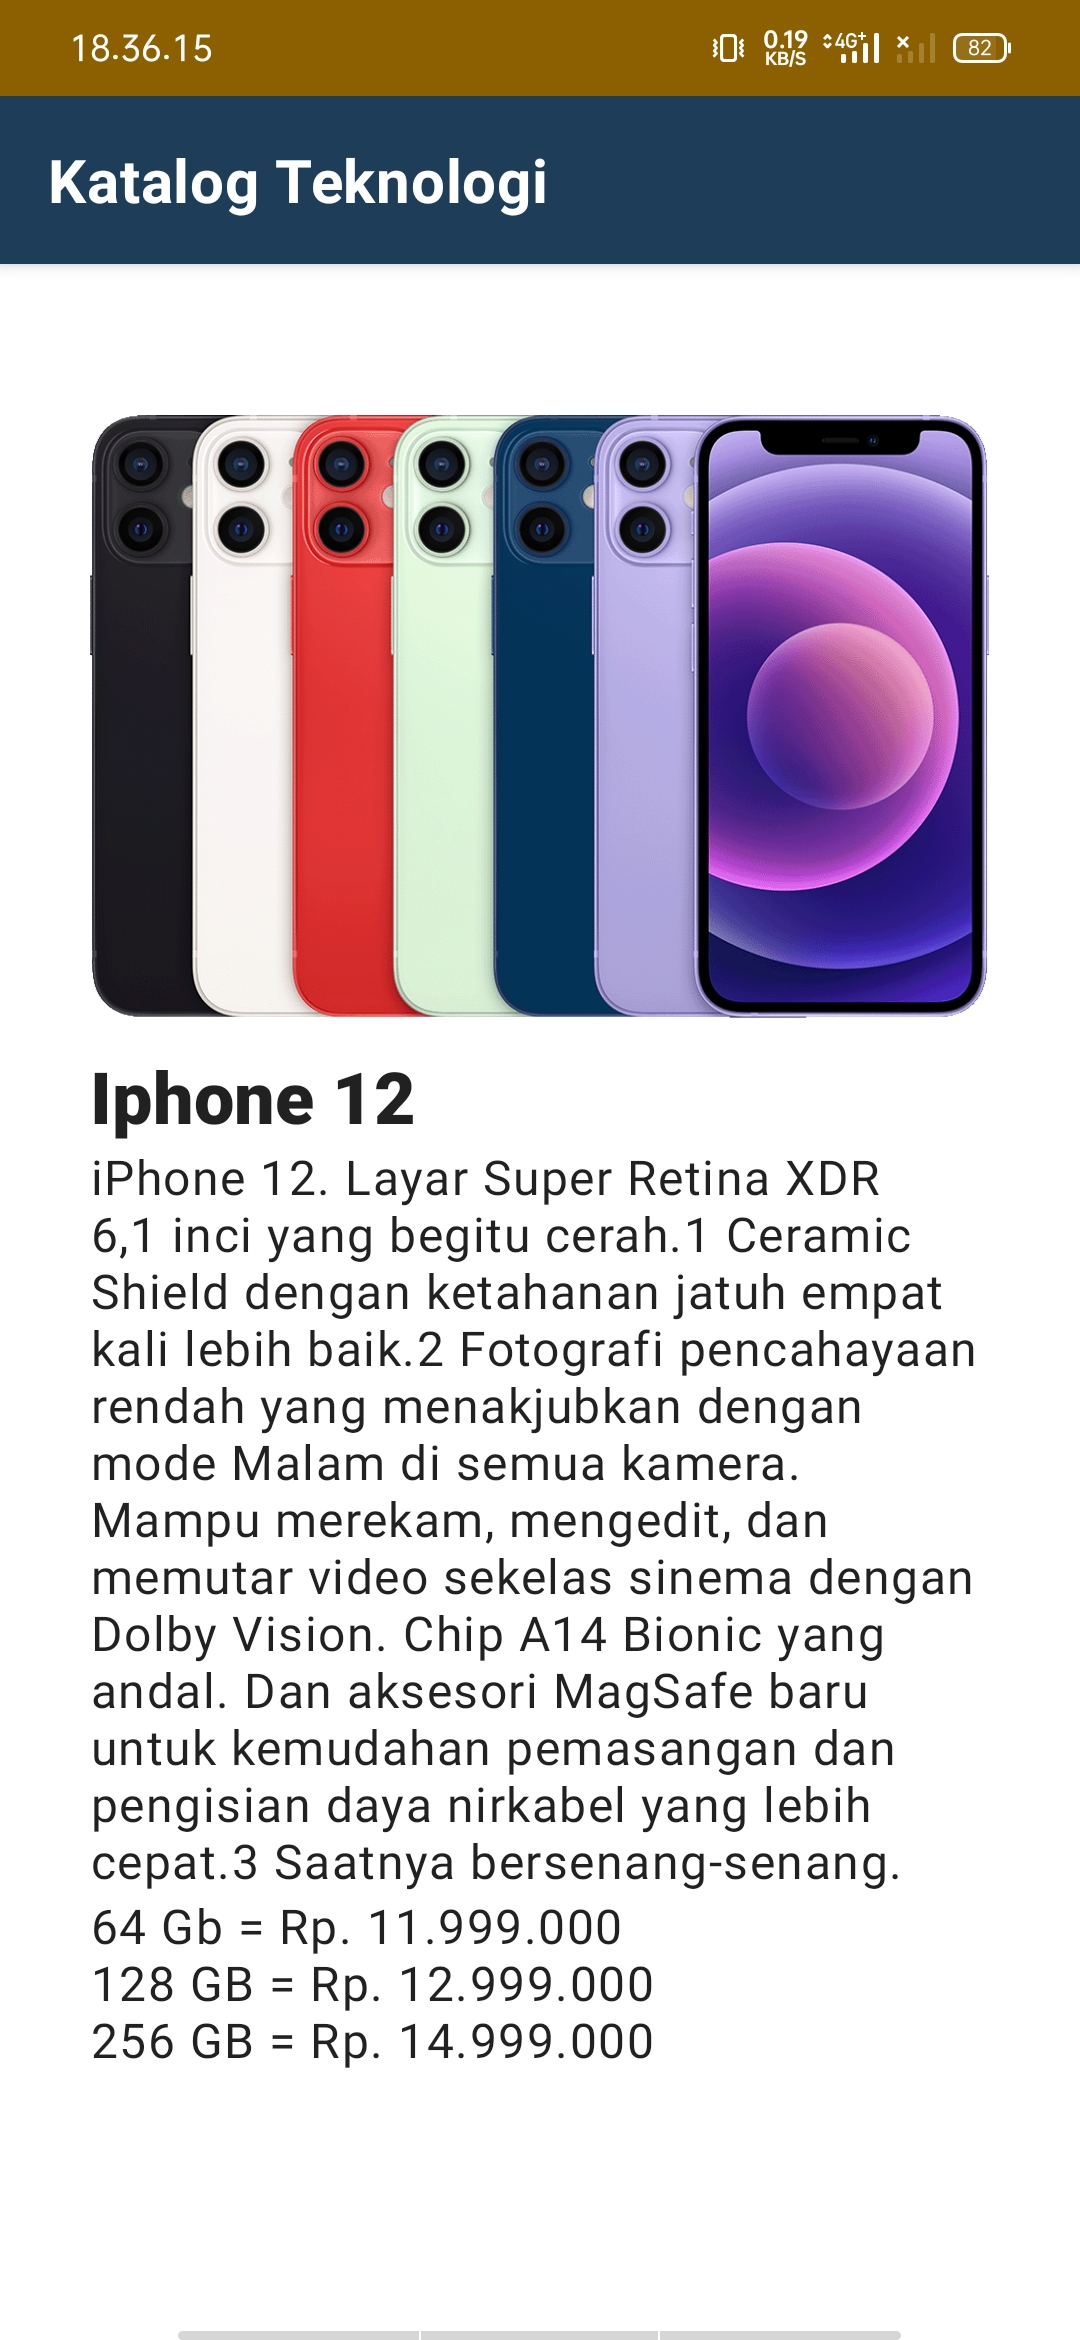 18.36.15
0.19
KB/S
4G+
82
Katalog Teknologi
Iphone 12
iPhone 12. Layar Super Retina XDR
6,1 inci yang begitu cerah.1 Ceramic
Shield dengan ketahanan jatuh empat
kali lebih baik.2 Fotografi pencahayaan
rendah yang menakjubkan dengan
mode Malam di semua kamera.
Mampu merekam, mengedit, dan
memutar video sekelas sinema dengan
Dolby Vision. Chip A14 Bionic yang
andal. Dan aksesori MagSafe baru
untuk kemudahan pemasangan dan
pengisian daya nirkabel yang lebih
cepat.3 Saatnya bersenang-senang.
64 Gb = Rp. 11.999.000
128 GB = Rp. 12.999.000
256 GB = Rp. 14.999.000